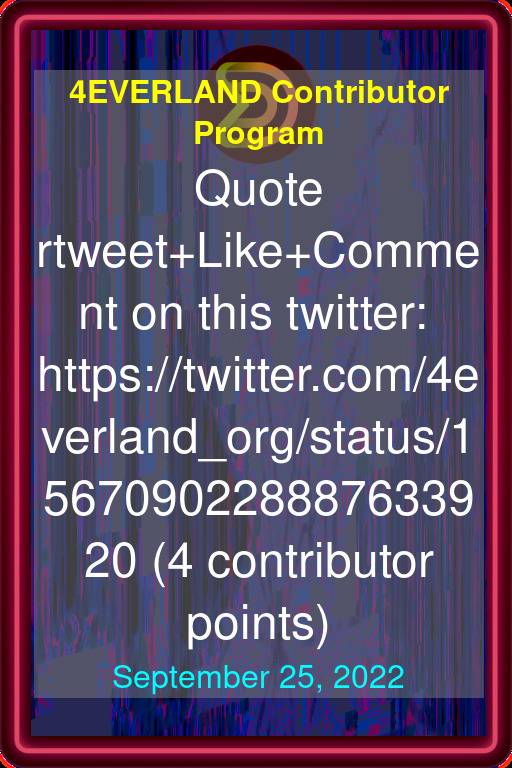 4EVERLAND Contributor
Program
Quote
rtweet+Like+Comme
nt on this twitter:
https://twitter.com/4e
verland_org/status/1
56709022888876339
20 (4 contributor
points)
September 25, 2022